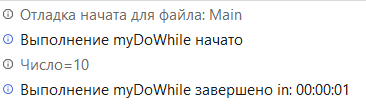 Отладка начата для файла: Main
Выполнение myDoWhile начато
Число=10
Выполнение myDoWhile завершено in: 00:00:01